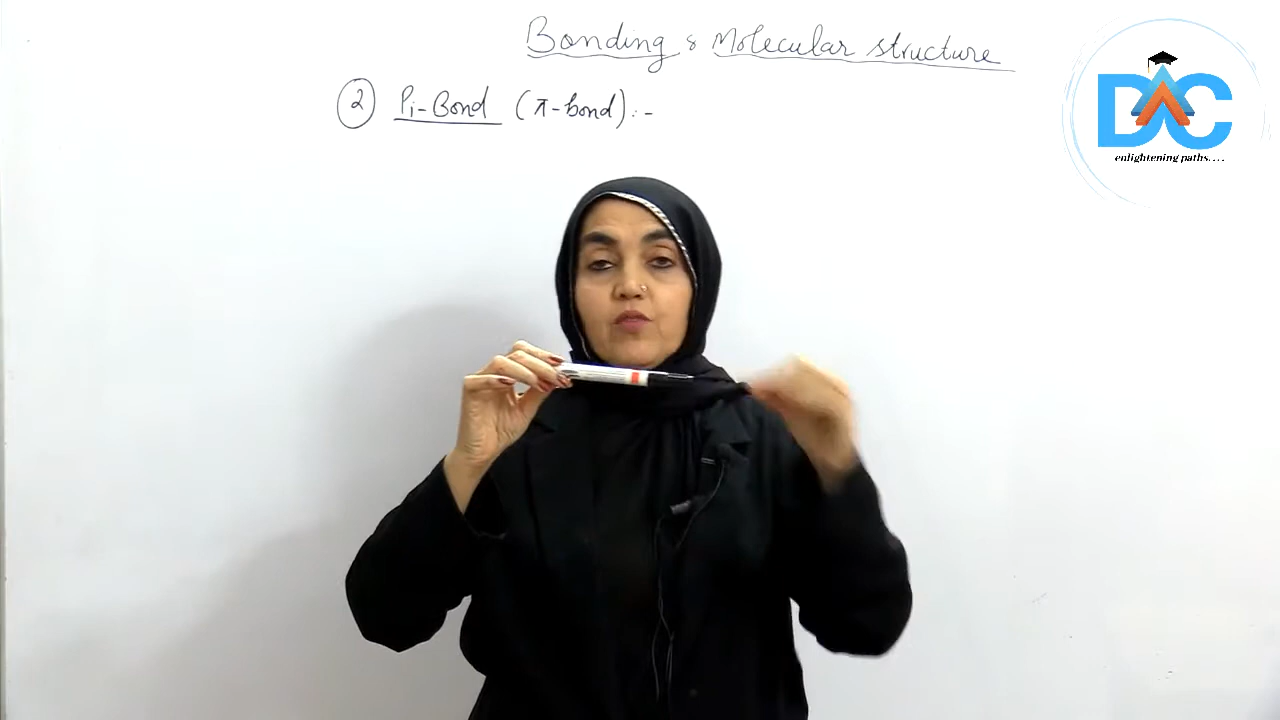 Bonding & Molecular structure
2 Pi-Bond (π-bond):-
DAC
enlightening paths....